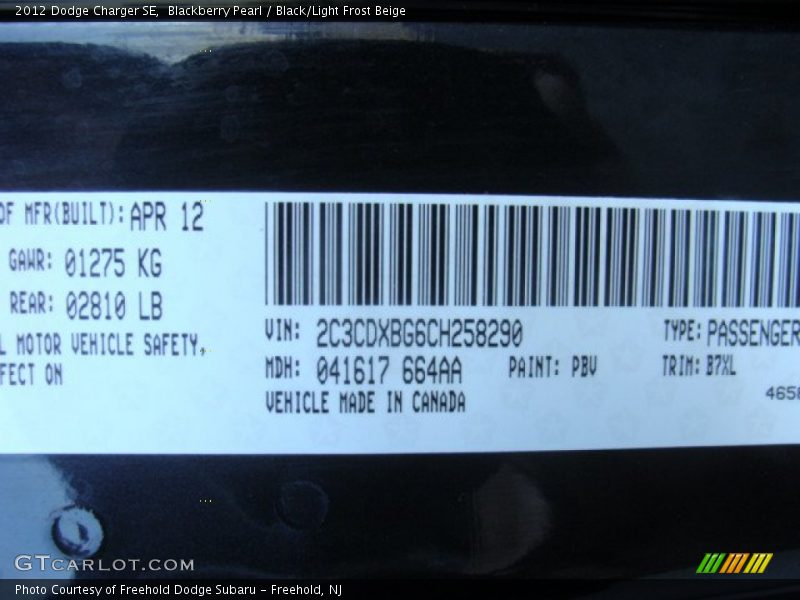 2012 Dodge Charger SE, Blackberry Pearl / Black/Light Frost Beige
OF MFR(BUILT): APR 12
GAWR: 01275 KG
REAR: 02810 LB
L MOTOR VEHICLE SAFETY,
FECT ON
VIN: 2C3CDXBG6CH258290 TYPE: PASSENGER
MDH: 041617 664AA PAINT: PBV TRIM: B7XL
VEHICLE MADE IN CANADA
4658
GTCARLOT.COM
Photo Courtesy of Freehold Dodge Subaru - Freehold, NJ